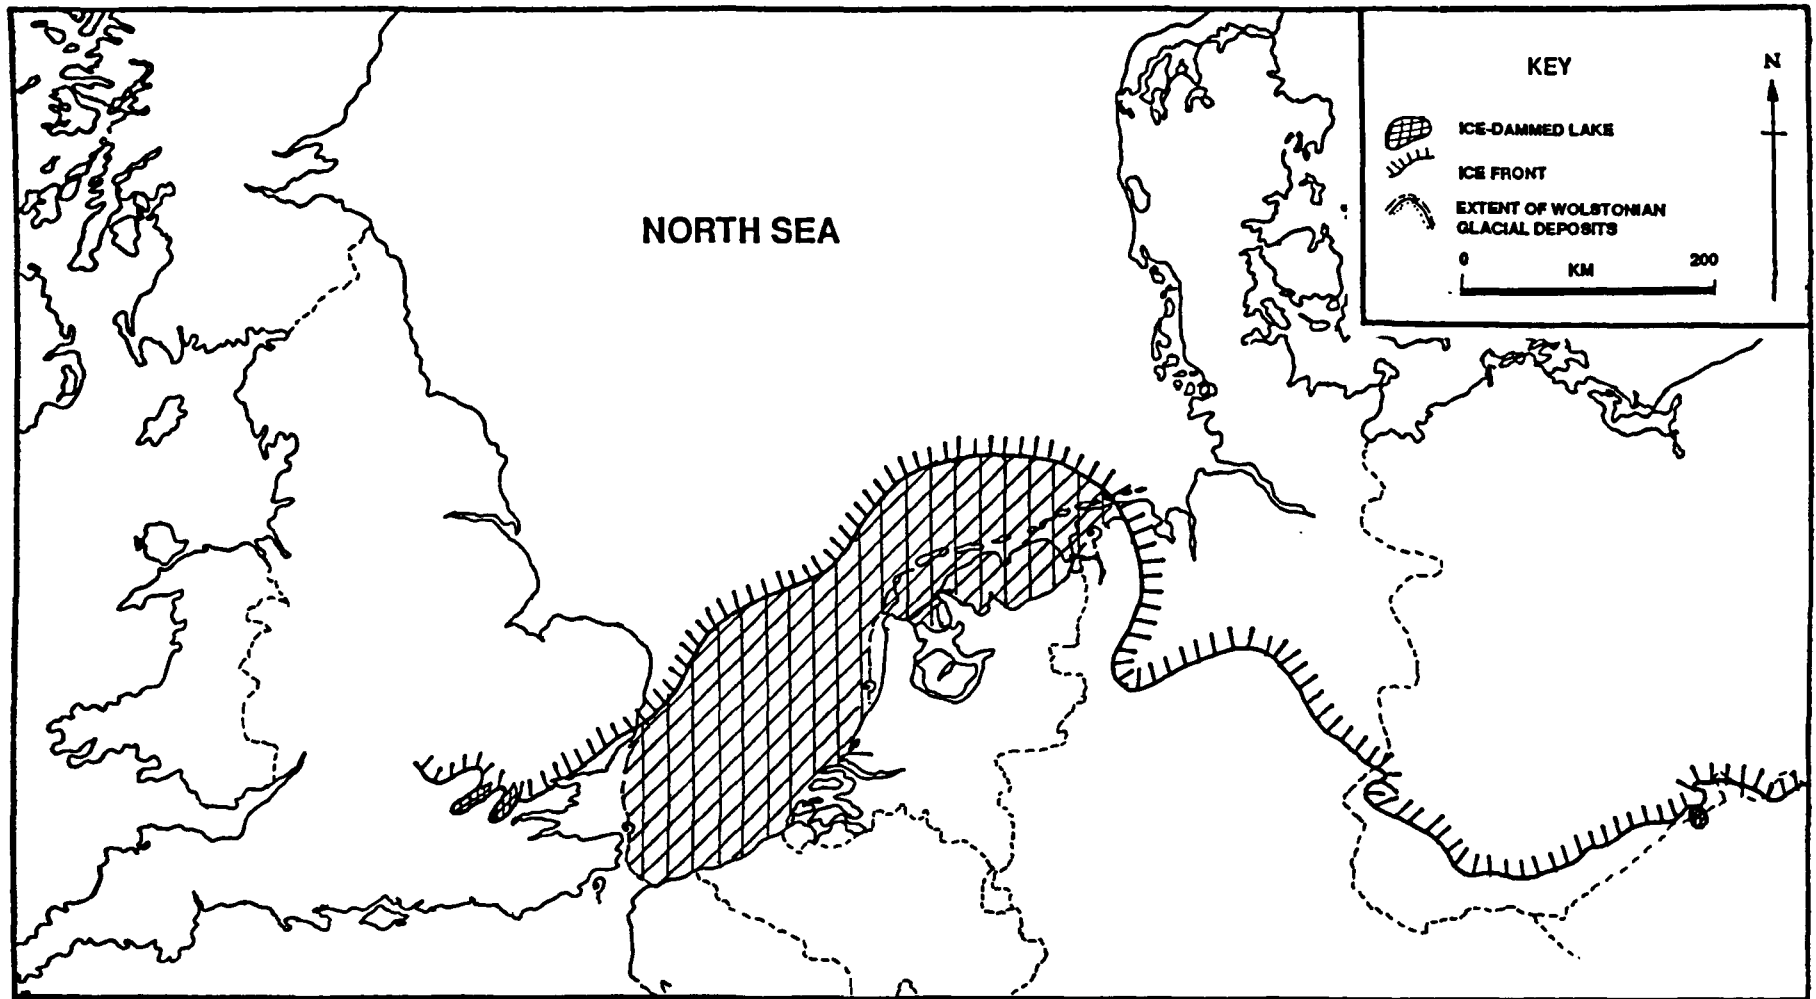 NORTH SEA
KEY
N
ICE-DAMMED LAKE
ICE FRONT
EXTENT OF WOLSTONIAN
GLACIAL DEPOSITS
0 200
KM
?
?
?
?